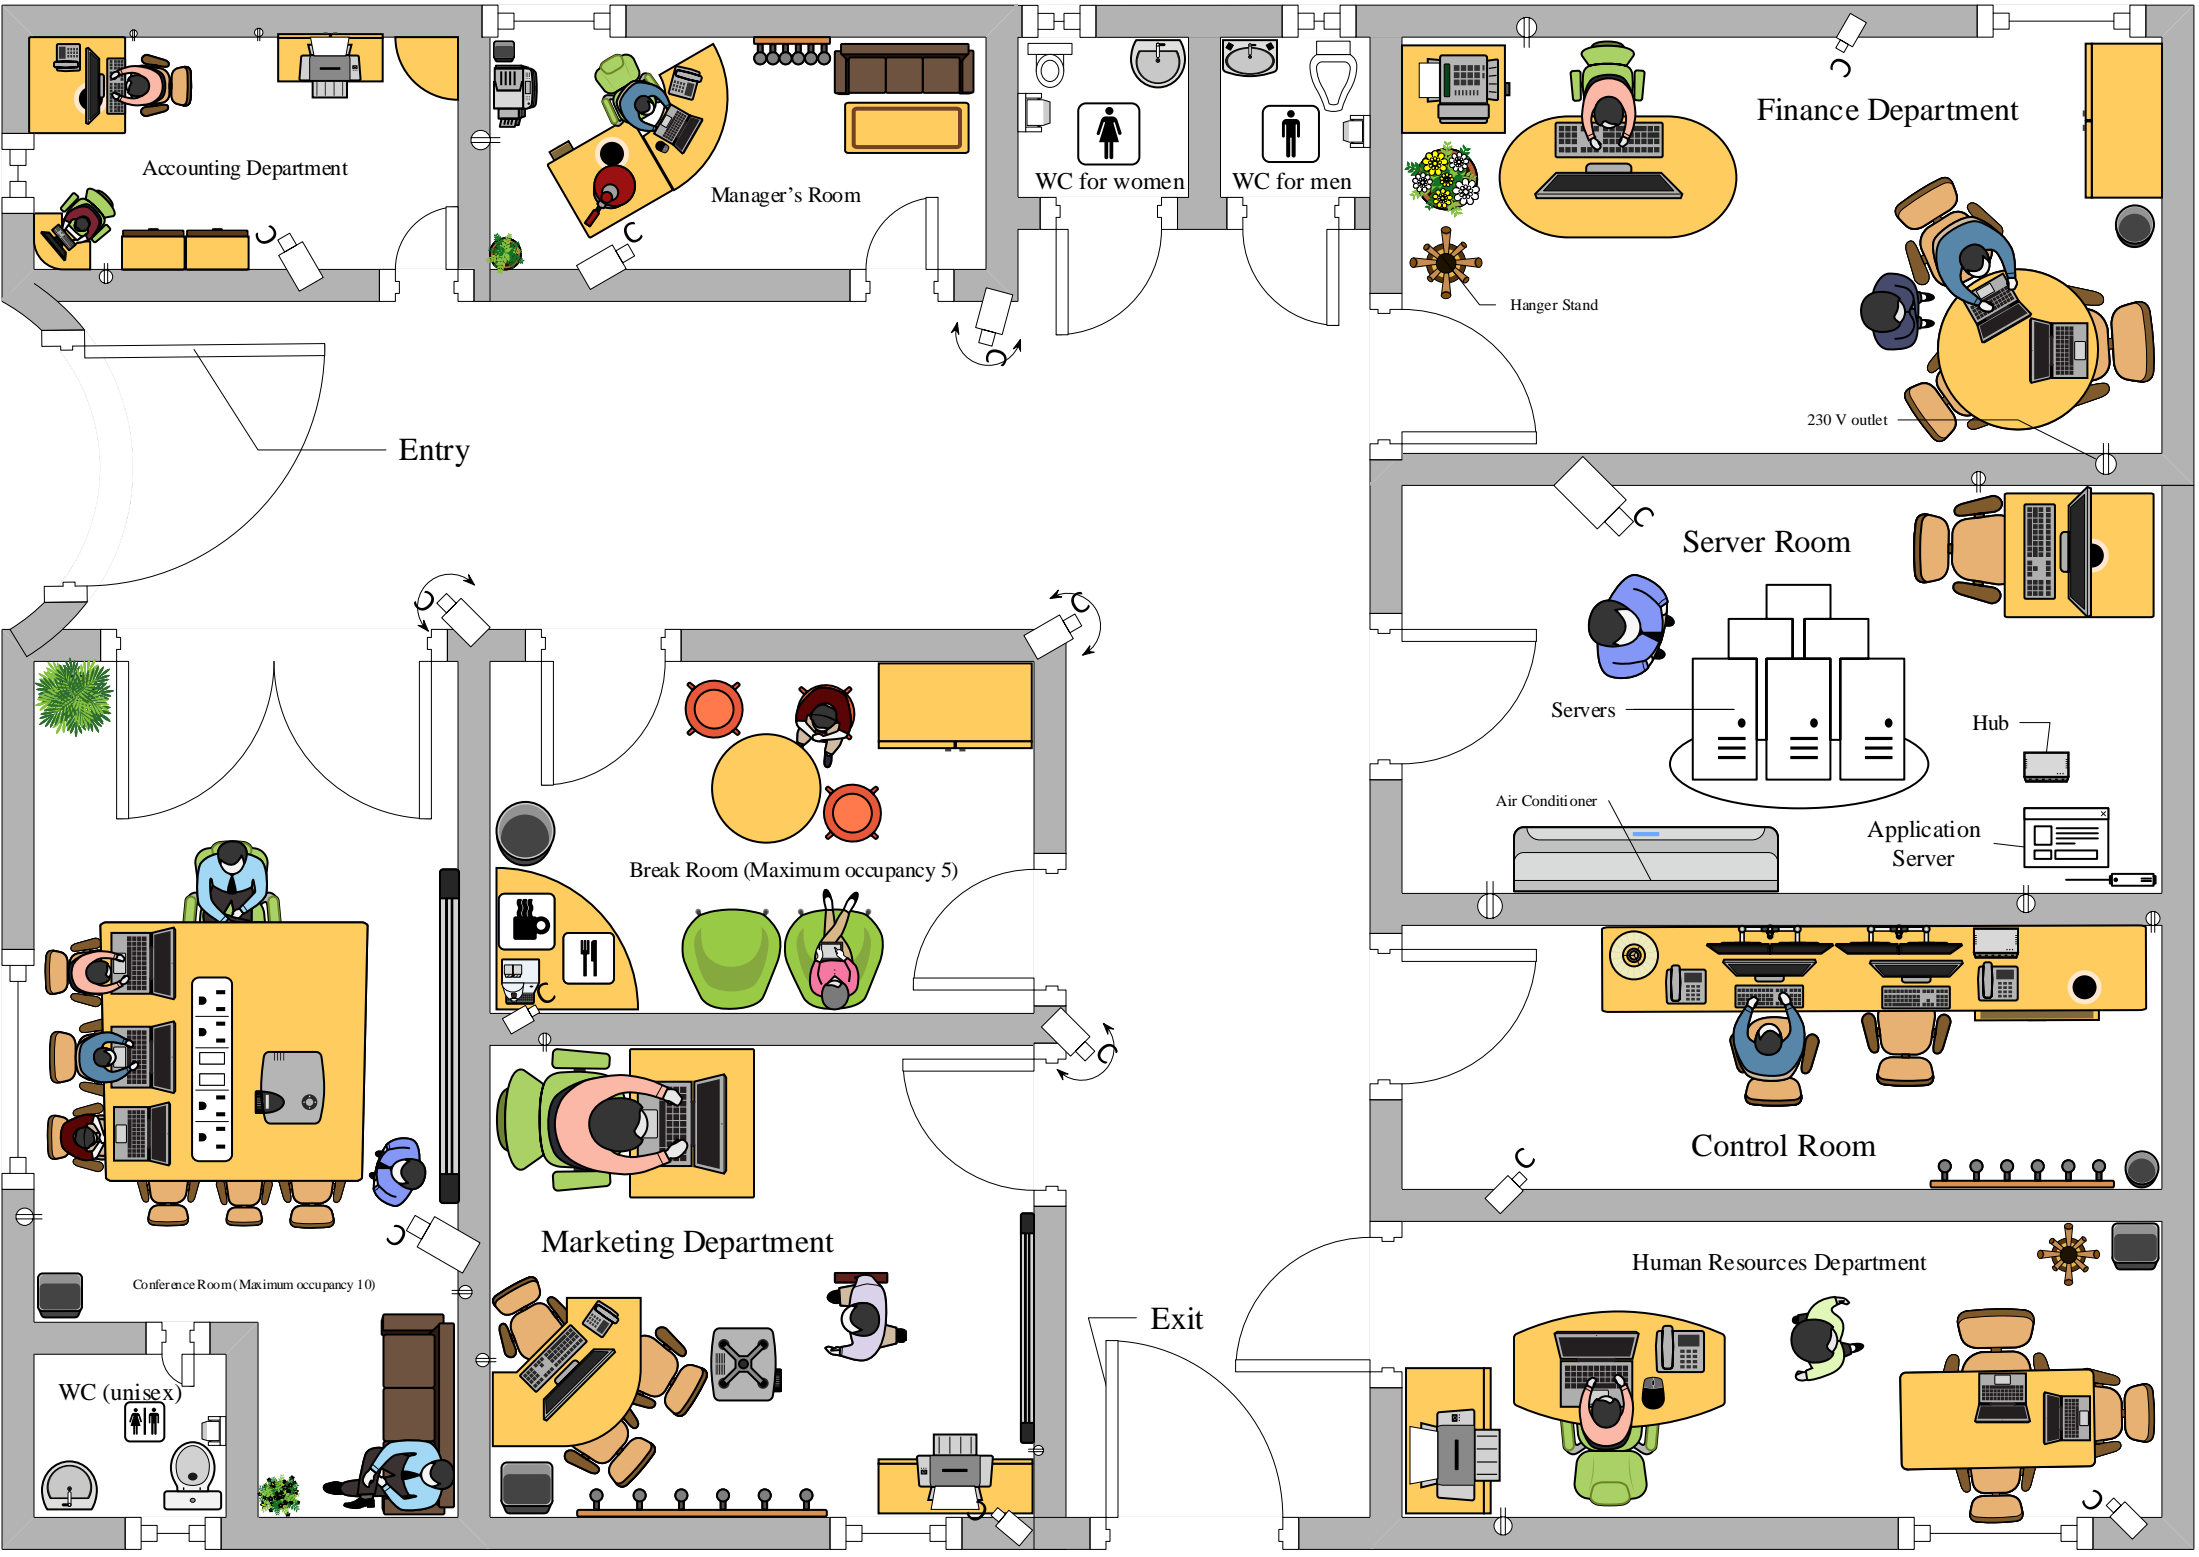 Accounting Department
Manager's Room
WC for women
WC for men
Finance Department
Hanger Stand
230 V outlet
Entry
Server Room
Servers
Hub
Air Conditioner
Application
Server
Break Room (Maximum occupancy 5)
Control Room
Marketing Department
Conference Room (Maximum occupancy 10)
Human Resources Department
Exit
WC (unisex)